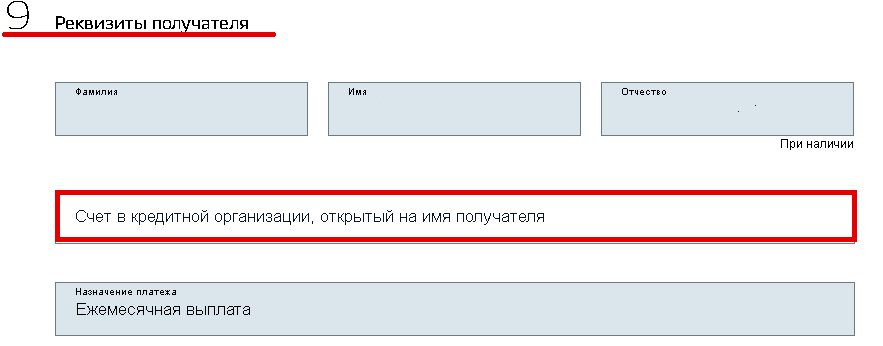 9 Реквизиты получателя
Фамилия Имя Отчество
При наличии
Счет в кредитной организации, открытый на имя получателя
Назначение платежа
Ежемесячная выплата